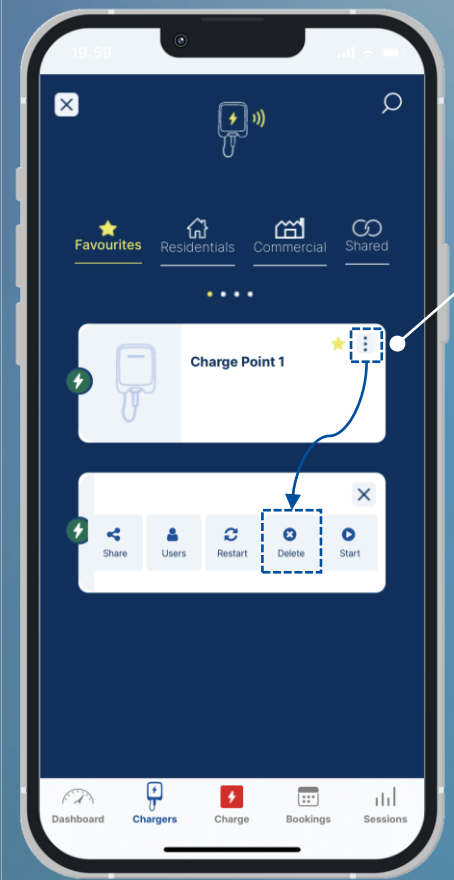 19:59
Favourites
Residentials
Commercial
Shared
Charge Point 1
Share
Users
Restart
Delete
Start
Dashboard
Chargers
Charge
Bookings
Sessions